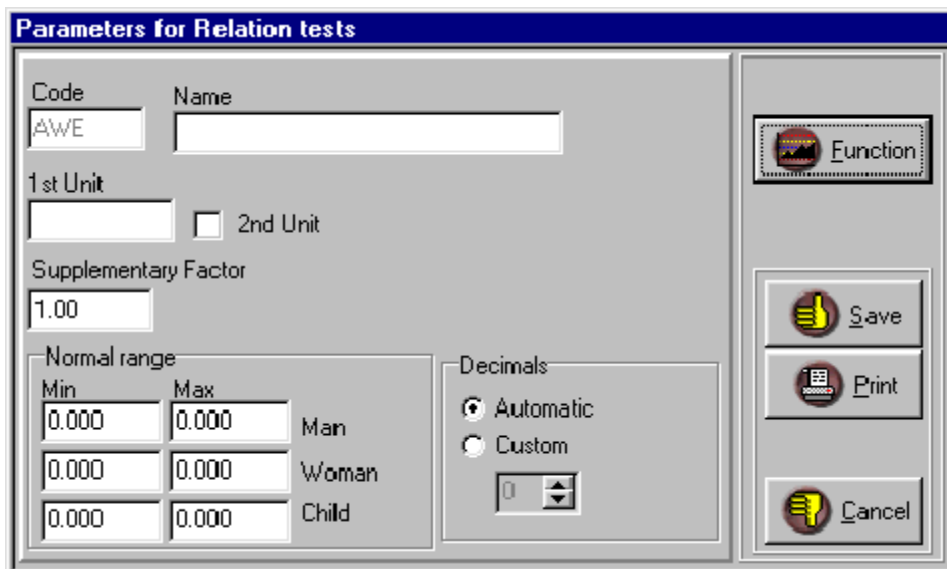 Parameters for Relation tests
Code Name
AWE
Function
1st Unit
2nd Unit
Supplementary Factor
1.00
Save
Normal range
Decimals
Print
Min Max
0.000 0.000 Man
Automatic
Custom
0.000 0.000 Woman
0
0.000 0.000 Child
Cancel